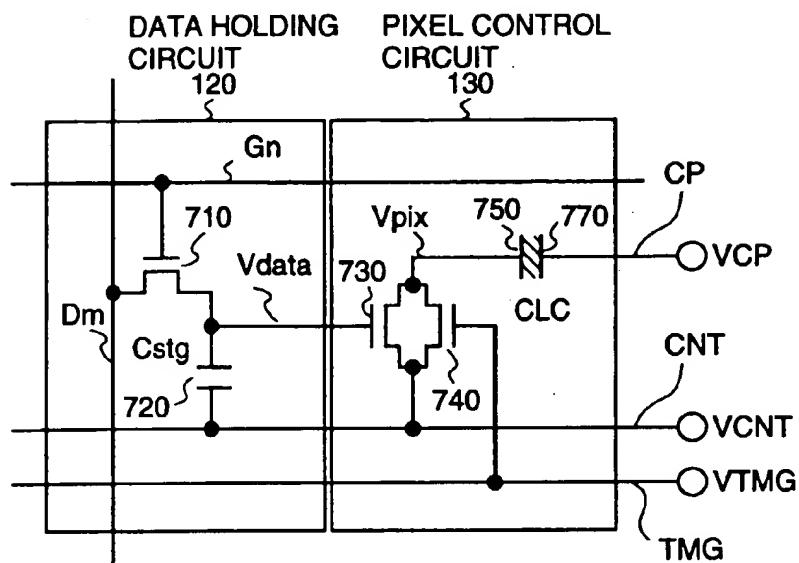 DATA HOLDING CIRCUIT
120
PIXEL CONTROL CIRCUIT
130
Gn
CP
710
Vpix
750
770
Vdata
730
VCP
Dm
CLC
Cstg
CNT
720
740
VCNT
VTMG
TMG